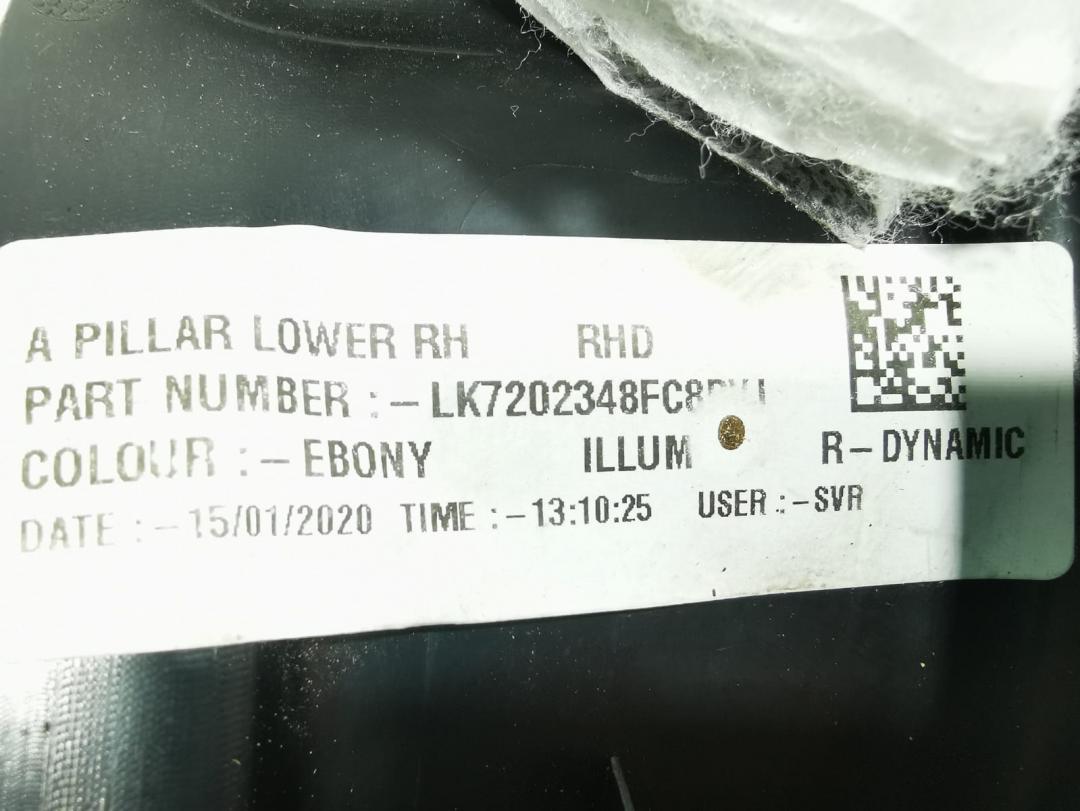 A PILLAR LOWER RH RHD
PART NUMBER :-
COLOUR :-EBONY ILLUM R-DYNAMIC
DATE :-15/01/2020 TIME :-13:10:25 USER :-SVR